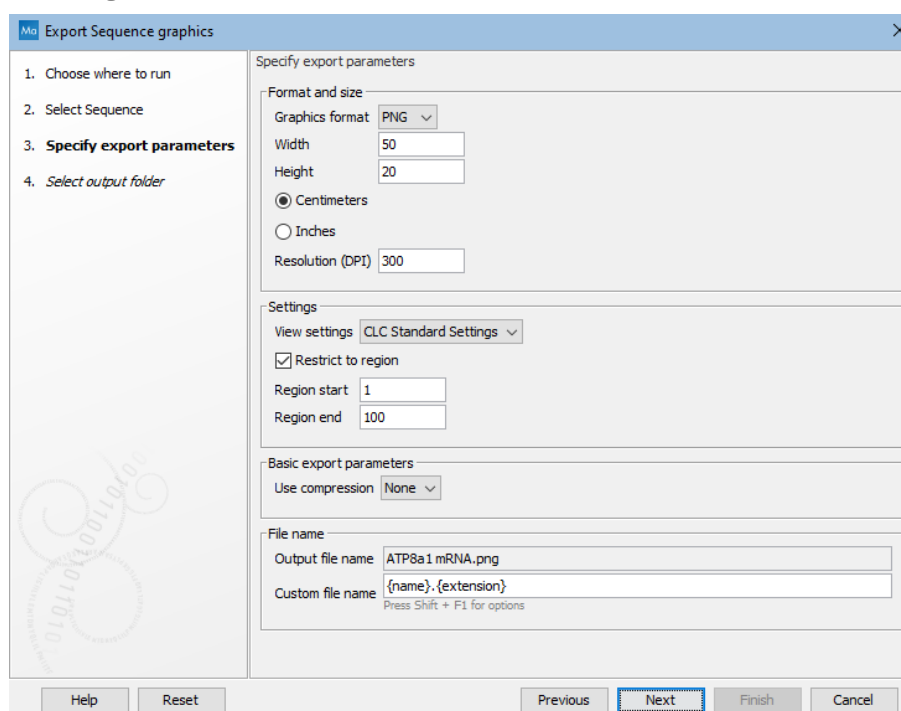 Ma Export Sequence graphics
1. Choose where to run
2. Select Sequence
3. Specify export parameters
4. Select output folder
Specify export parameters
Format and size
Graphics format PNG
Width 50
Height 20
Centimeters
Inches
Resolution (DPI) 300
Settings
View settings CLC Standard Settings
Restrict to region
Region start 1
Region end 100
Basic export parameters
Use compression None
File name
Output file name ATP8a1 mRNA.png
Custom file name {name}.{extension}
Press Shift + F1 for options
Help Reset Previous Next Finish Cancel